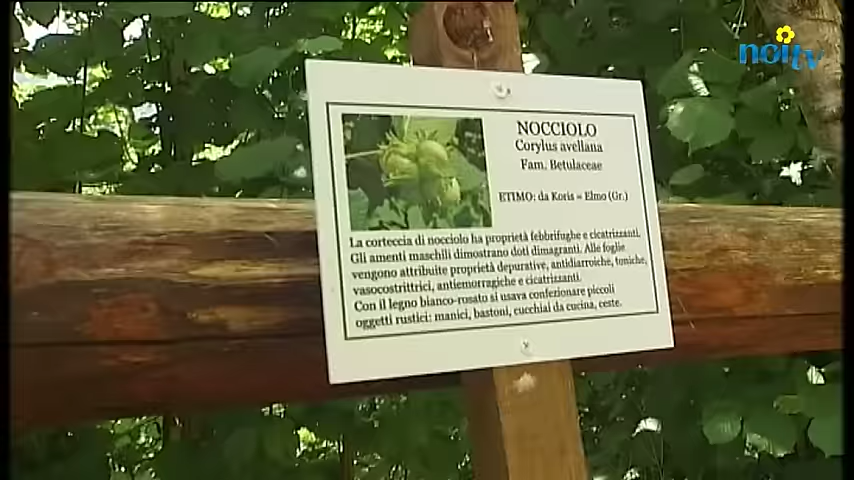 noitv
NOCCIOLO
Corylus avellana
Fam. Betulaceae
ETIMO: da Koris = Elmo (Gr.)
La corteccia di nocciolo ha proprietà febbrifughe e cicatrizzanti.
Gli amenti maschili dimostrano doti dimagranti. Alle foglie
vengono attribuite proprietà depurative, antidiarroiche, toniche,
vasocostrittrici, antiemorragiche e cicatrizzanti.
Con il legno bianco-rosato si usava confezionare piccoli
oggetti rustici: manici, bastoni, cucchiai da cucina, ceste.